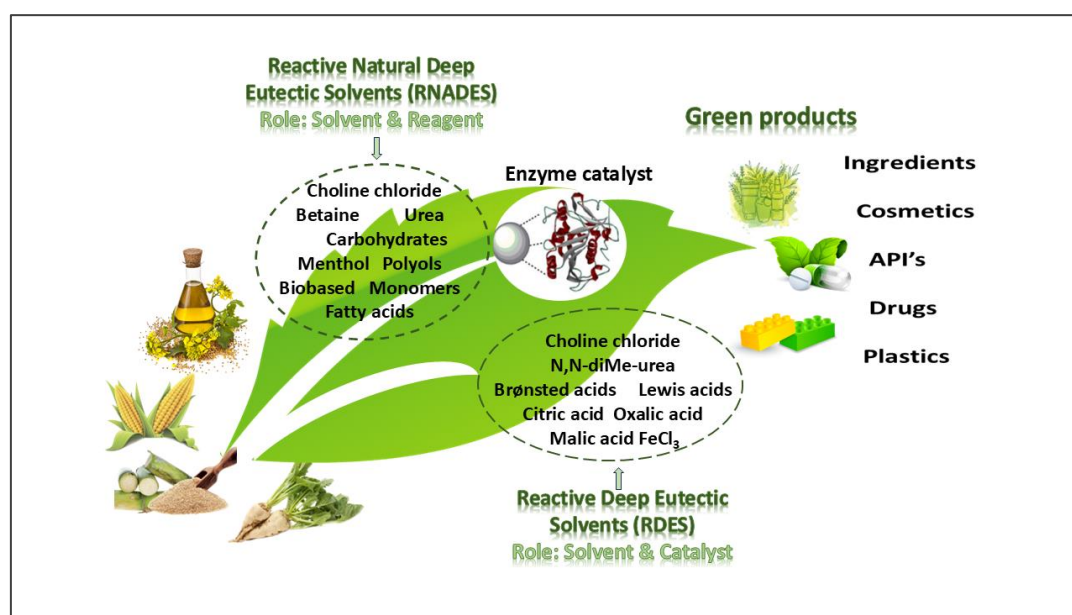 Reactive Natural Deep
Eutectic Solvents (RNADES)
Role: Solvent & Reagent
Choline chloride
Betaine Urea
Carbohydrates
Menthol Polyols
Biobased Monomers
Fatty acids
Enzyme catalyst
Green products
Ingredients
Cosmetics
API's
Drugs
Plastics
Choline chloride
N,N-diMe-urea
Brønsted acids Lewis acids
Citric acid Oxalic acid
Malic acid FeCl₃
Reactive Deep Eutectic
Solvents (RDES)
Role: Solvent & Catalyst